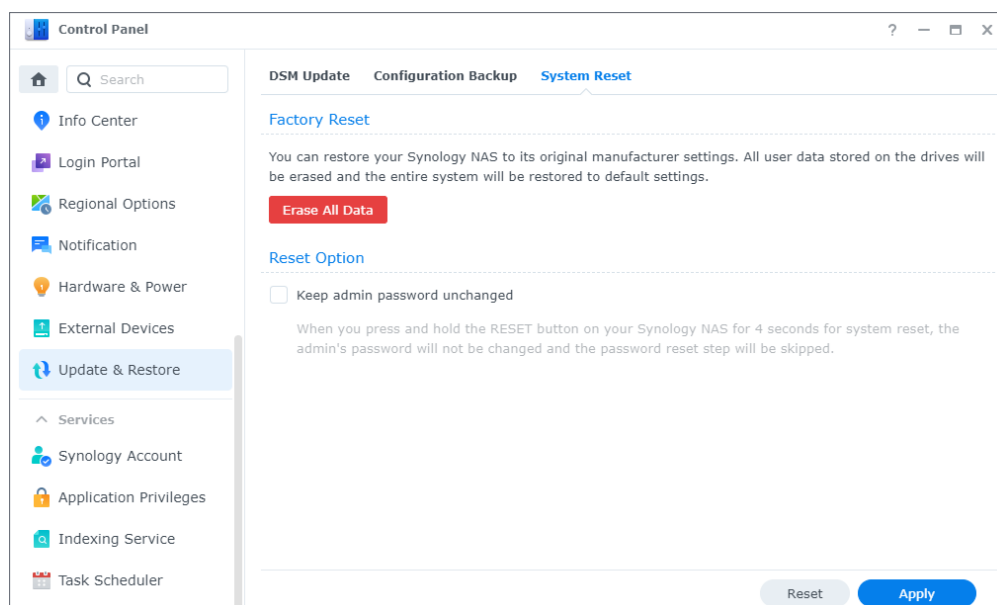 Control Panel
?
Search
Info Center
Login Portal
Regional Options
Notification
Hardware & Power
External Devices
Update & Restore
Services
Synology Account
Application Privileges
Indexing Service
Task Scheduler
DSM Update Configuration Backup System Reset
Factory Reset
You can restore your Synology NAS to its original manufacturer settings. All user data stored on the drives will
be erased and the entire system will be restored to default settings.
Erase All Data
Reset Option
Keep admin password unchanged
When you press and hold the RESET button on your Synology NAS for 4 seconds for system reset, the
admin's password will not be changed and the password reset step will be skipped.
Reset Apply